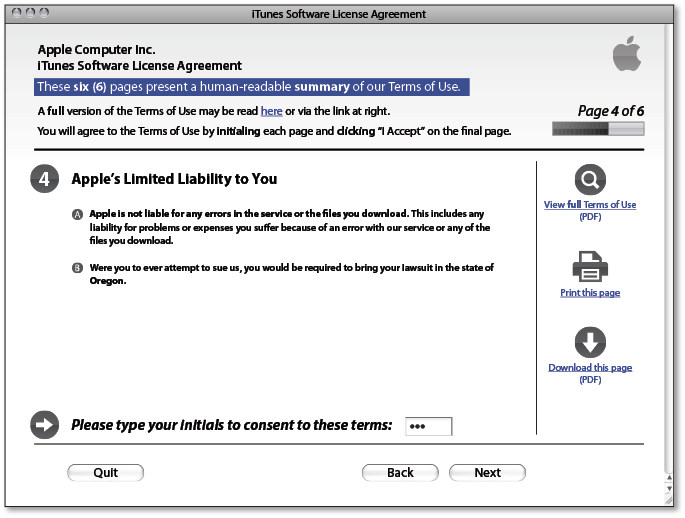 iTunes Software License Agreement
Apple Computer Inc.
iTunes Software License Agreement
These six (6) pages present a human-readable summary of our Terms of Use.
A full version of the Terms of Use may be read here or via the link at right.
Page 4 of 6
You will agree to the Terms of Use by initialing each page and clicking "I Accept" on the final page.
4 Apple's Limited Liability to You
A Apple is not liable for any errors in the service or the files you download. This includes any
liability for problems or expenses you suffer because of an error with our service or any of the
files you download.
B Were you to ever attempt to sue us, you would be required to bring your lawsuit in the state of
Oregon.
View full Terms of Use
(PDF)
Print this page
Download this page
(PDF)
Please type your initials to consent to these terms: •••
Quit
Back
Next